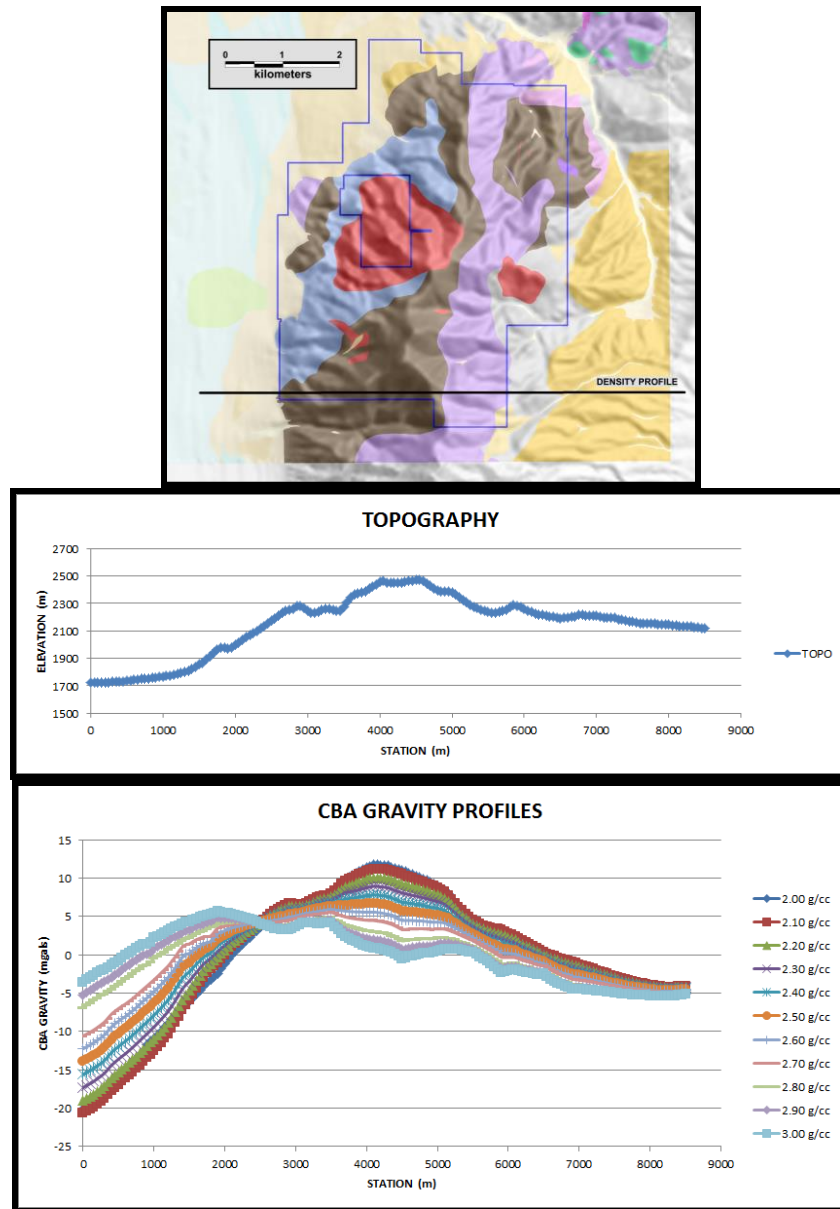 0 1 2
kilometers
DENSITY PROFILE
TOPOGRAPHY
2700
2500
2300
2100
1900
1700
1500
ELEVATION (m)
0 1000 2000 3000 4000 5000 6000 7000 8000 9000
STATION (m)
TOPO
CBA GRAVITY PROFILES
15
10
5
0
-5
-10
-15
-20
-25
CBA GRAVITY (mgals)
0 1000 2000 3000 4000 5000 6000 7000 8000 9000
STATION (m)
2.00 g/cc
2.10 g/cc
2.20 g/cc
2.30 g/cc
2.40 g/cc
2.50 g/cc
2.60 g/cc
2.70 g/cc
2.80 g/cc
2.90 g/cc
3.00 g/cc